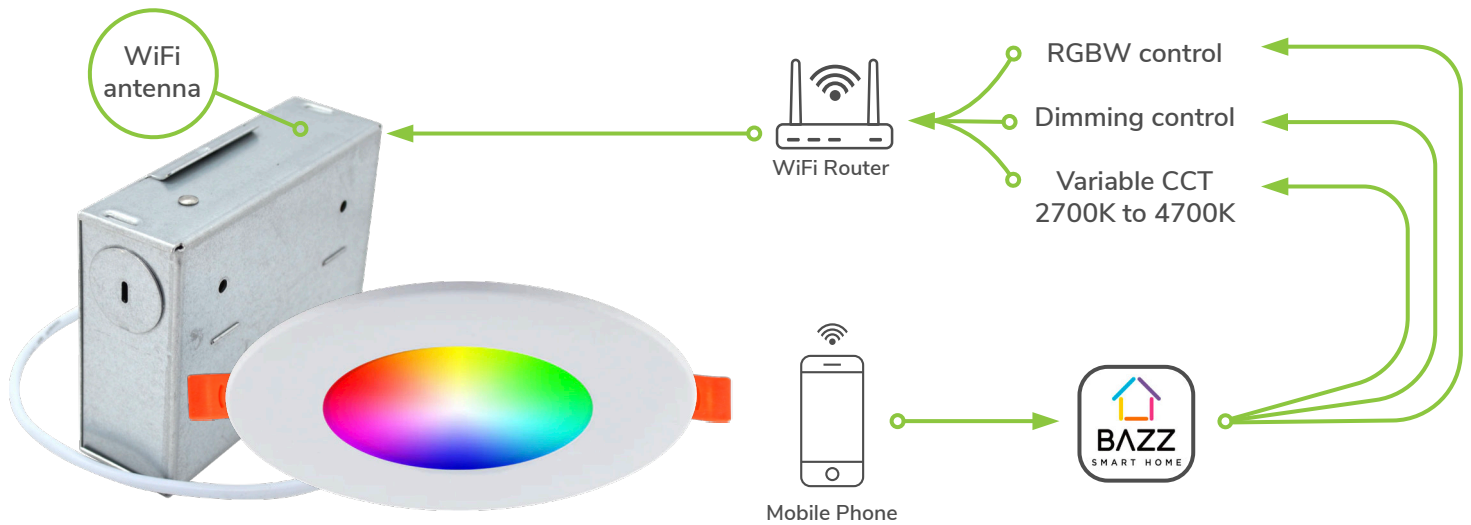 WiFi
antenna
WiFi Router
RGBW control
Dimming control
Variable CCT
2700K to 4700K
Mobile Phone
BAZZ
SMART HOME